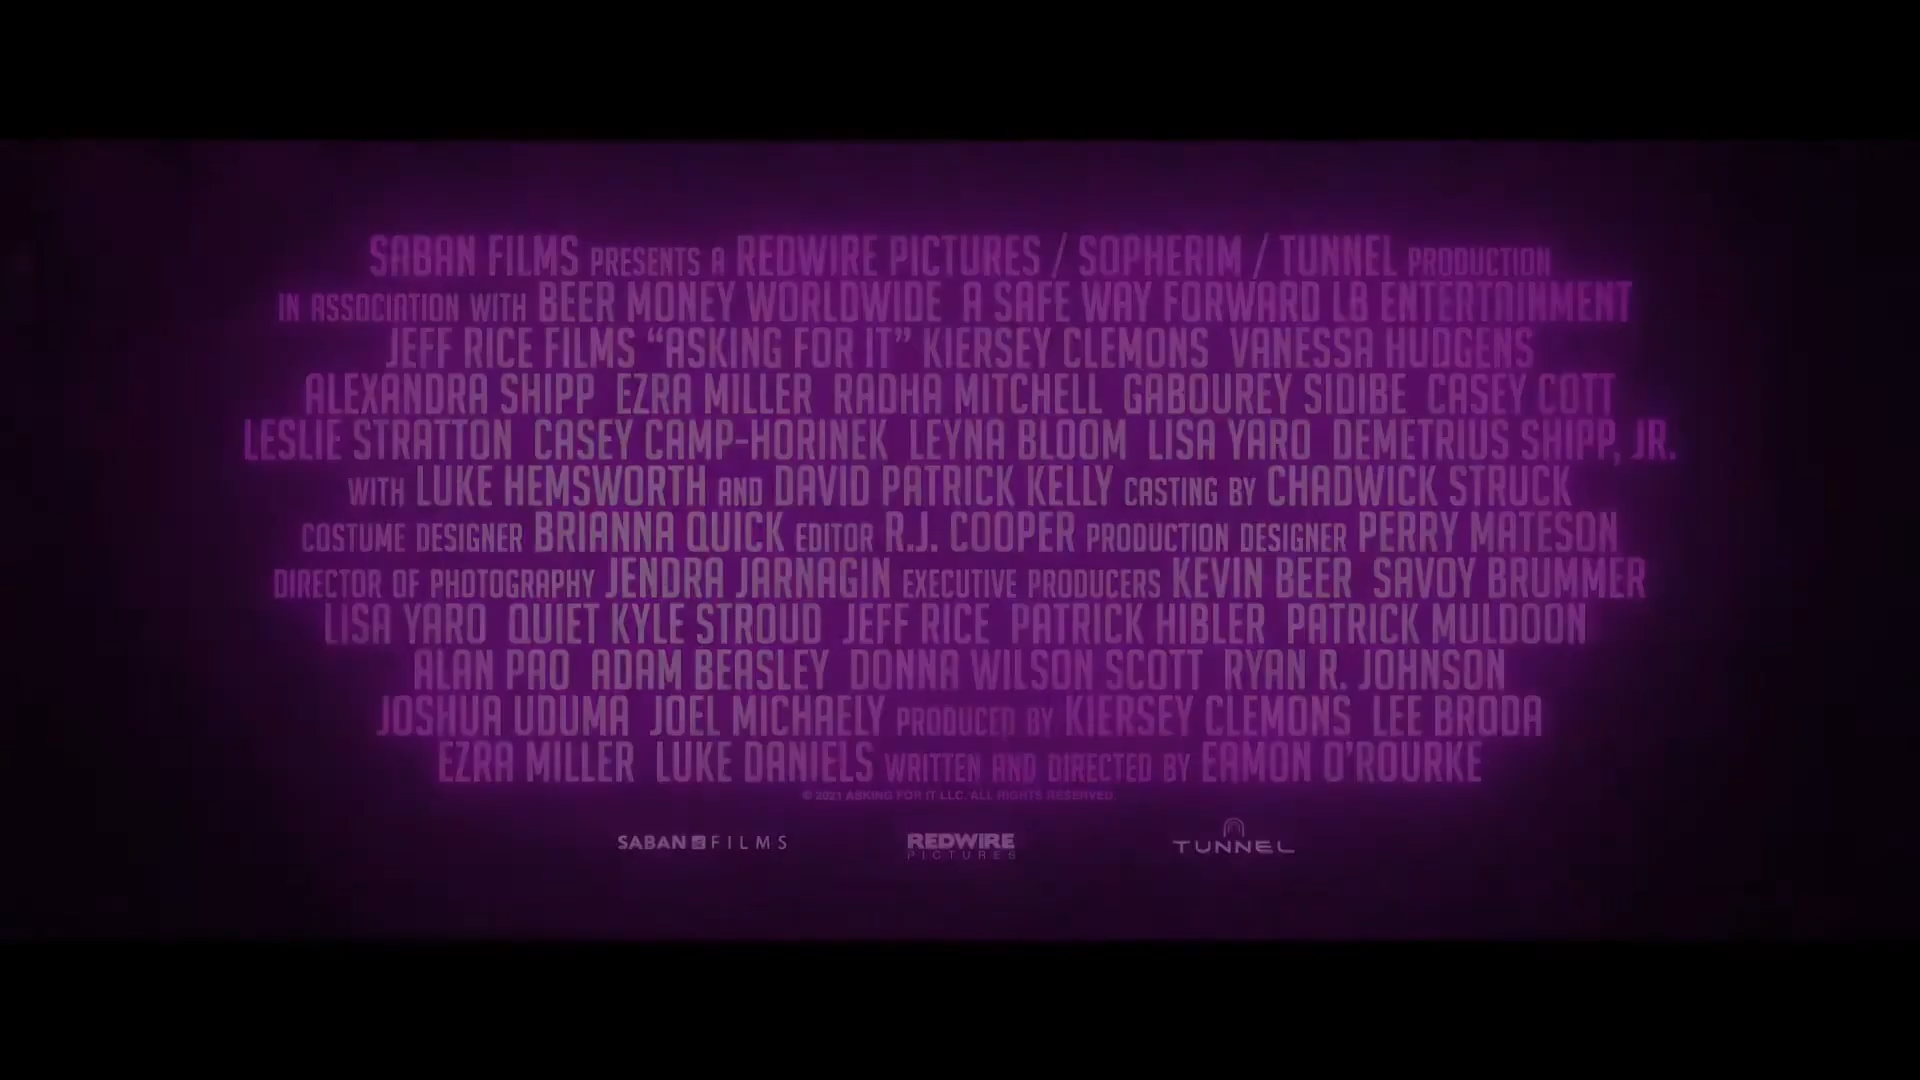 SABAN FILMS PRESENTS A REDWIRE PICTURES / SOPHERIM / TUNNEL PRODUCTION
IN ASSOCIATION WITH BEER MONEY WORLDWIDE A SAFE WAY FORWARD LB ENTERTAINMENT
JEFF RICE FILMS “ASKING FOR IT” KIERSEY CLEMONS VANESSA HUDGENS
ALEXANDRA SHIPP EZRA MILLER RADHA MITCHELL GABOUREY SIDIBE CASEY COTT
LESLIE STRATTON CASEY CAMP-HORINEK LEYNA BLOOM LISA YARO DEMETRIUS SHIPP, JR.
WITH LUKE HEMSWORTH AND DAVID PATRICK KELLY CASTING BY CHADWICK STRUCK
COSTUME DESIGNER BRIANNA QUICK EDITOR R.J. COOPER PRODUCTION DESIGNER PERRY MATESON
DIRECTOR OF PHOTOGRAPHY JENDRA JARNAGIN EXECUTIVE PRODUCERS KEVIN BEER SAVOY BRUMMER
LISA YARO QUIET KYLE STROUD JEFF RICE PATRICK HIBLER PATRICK MULDOON
ALAN PAO ADAM BEASLEY DONNA WILSON SCOTT RYAN R. JOHNSON
JOSHUA UDUMA JOEL MICHAELY PRODUCED BY KIERSEY CLEMONS LEE BRODA
EZRA MILLER LUKE DANIELS WRITTEN AND DIRECTED BY EAMON O'ROURKE
© 2021 ASKING FOR IT LLC. ALL RIGHTS RESERVED.
SABAN FILMS REDWIRE PICTURES TUNNEL